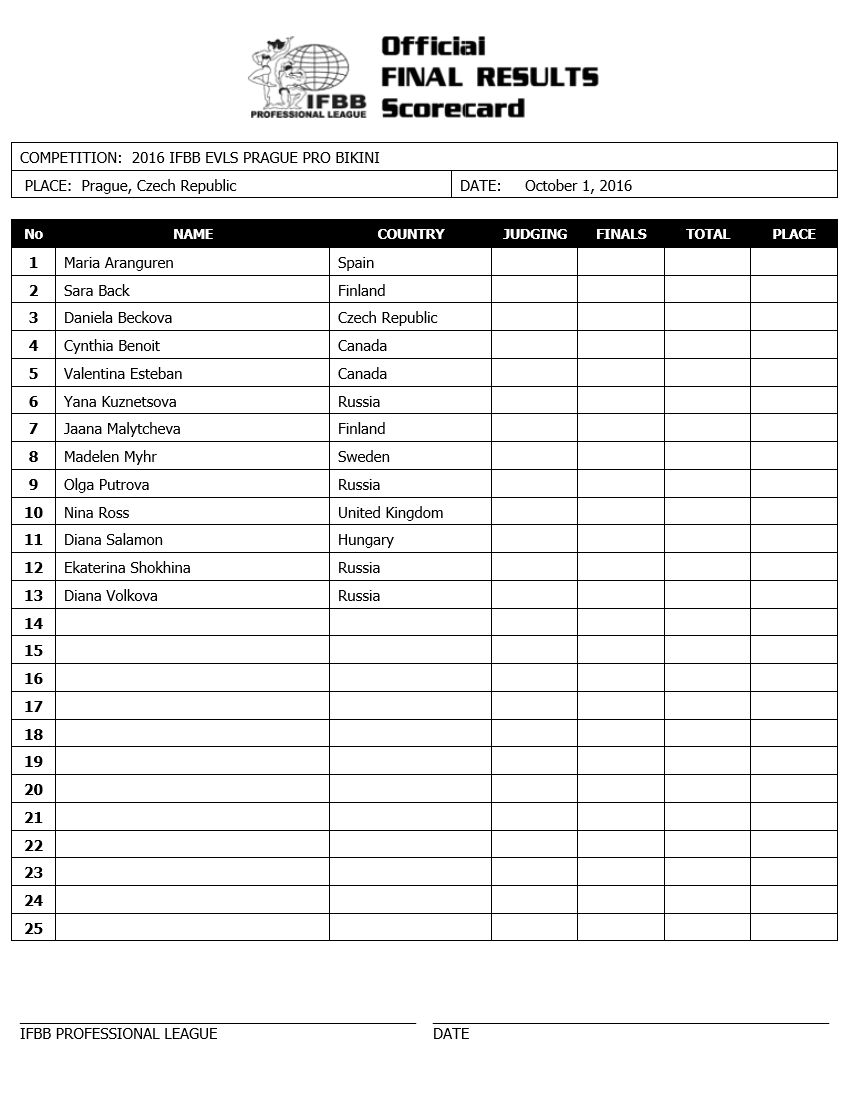 Official
FINAL RESULTS
Scorecard
IFBB
PROFESSIONAL LEAGUE
COMPETITION: 2016 IFBB EVLS PRAGUE PRO BIKINI
PLACE: Prague, Czech Republic DATE: October 1, 2016
No NAME COUNTRY JUDGING FINALS TOTAL PLACE
1 Maria Aranguren Spain
2 Sara Back Finland
3 Daniela Beckova Czech Republic
4 Cynthia Benoit Canada
5 Valentina Esteban Canada
6 Yana Kuznetsova Russia
7 Jaana Malytcheva Finland
8 Madelen Myhr Sweden
9 Olga Putrova Russia
10 Nina Ross United Kingdom
11 Diana Salamon Hungary
12 Ekaterina Shokhina Russia
13 Diana Volkova Russia
14
15
16
17
18
19
20
21
22
23
24
25
IFBB PROFESSIONAL LEAGUE DATE